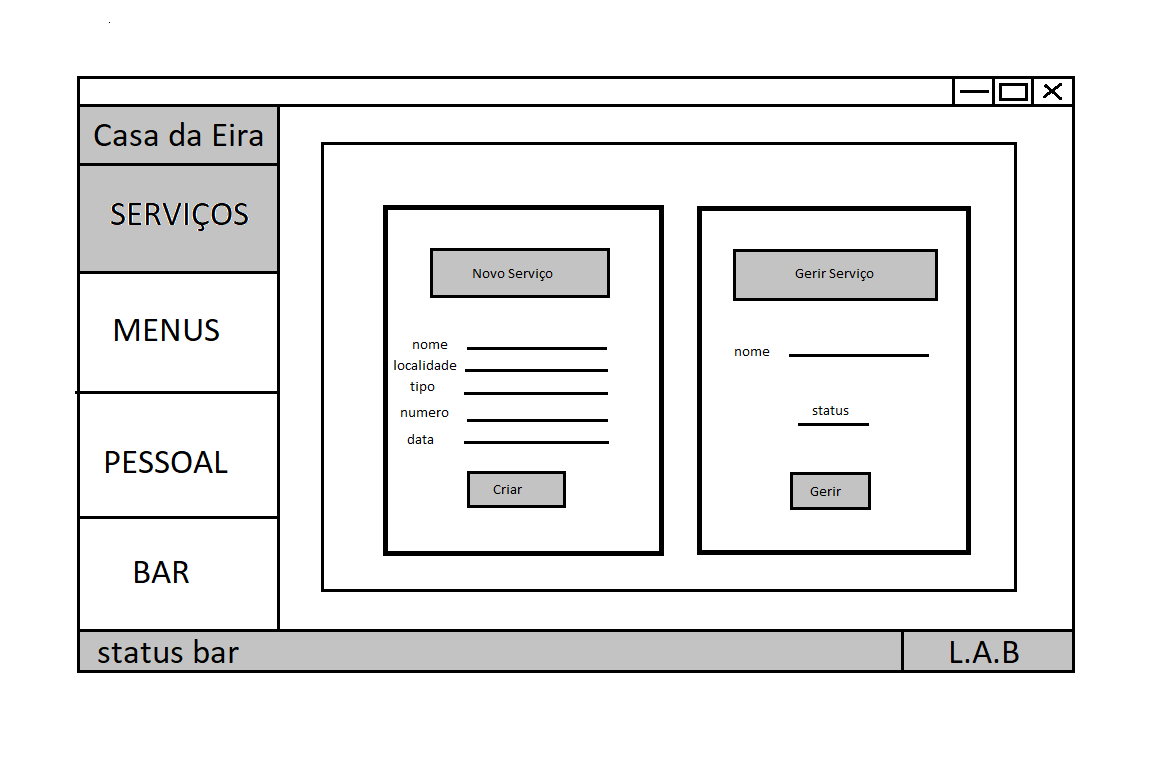 Casa da Eira
SERVIÇOS
MENUS
PESSOAL
BAR
Novo Serviço
nome
localidade
tipo
numero
data
Criar
Gerir Serviço
nome
status
Gerir
status bar
L.A.B